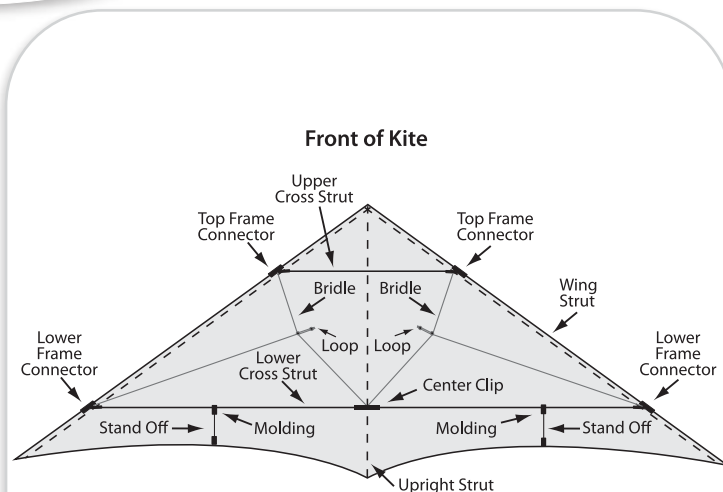 Front of Kite
Upper
Cross Strut
Top Frame
Connector
Top Frame
Connector
Bridle
Bridle
Wing
Strut
Lower
Frame
Connector
Loop
Loop
Lower
Frame
Connector
Lower
Cross Strut
Center Clip
Stand Off
Molding
Molding
Stand Off
Upright Strut